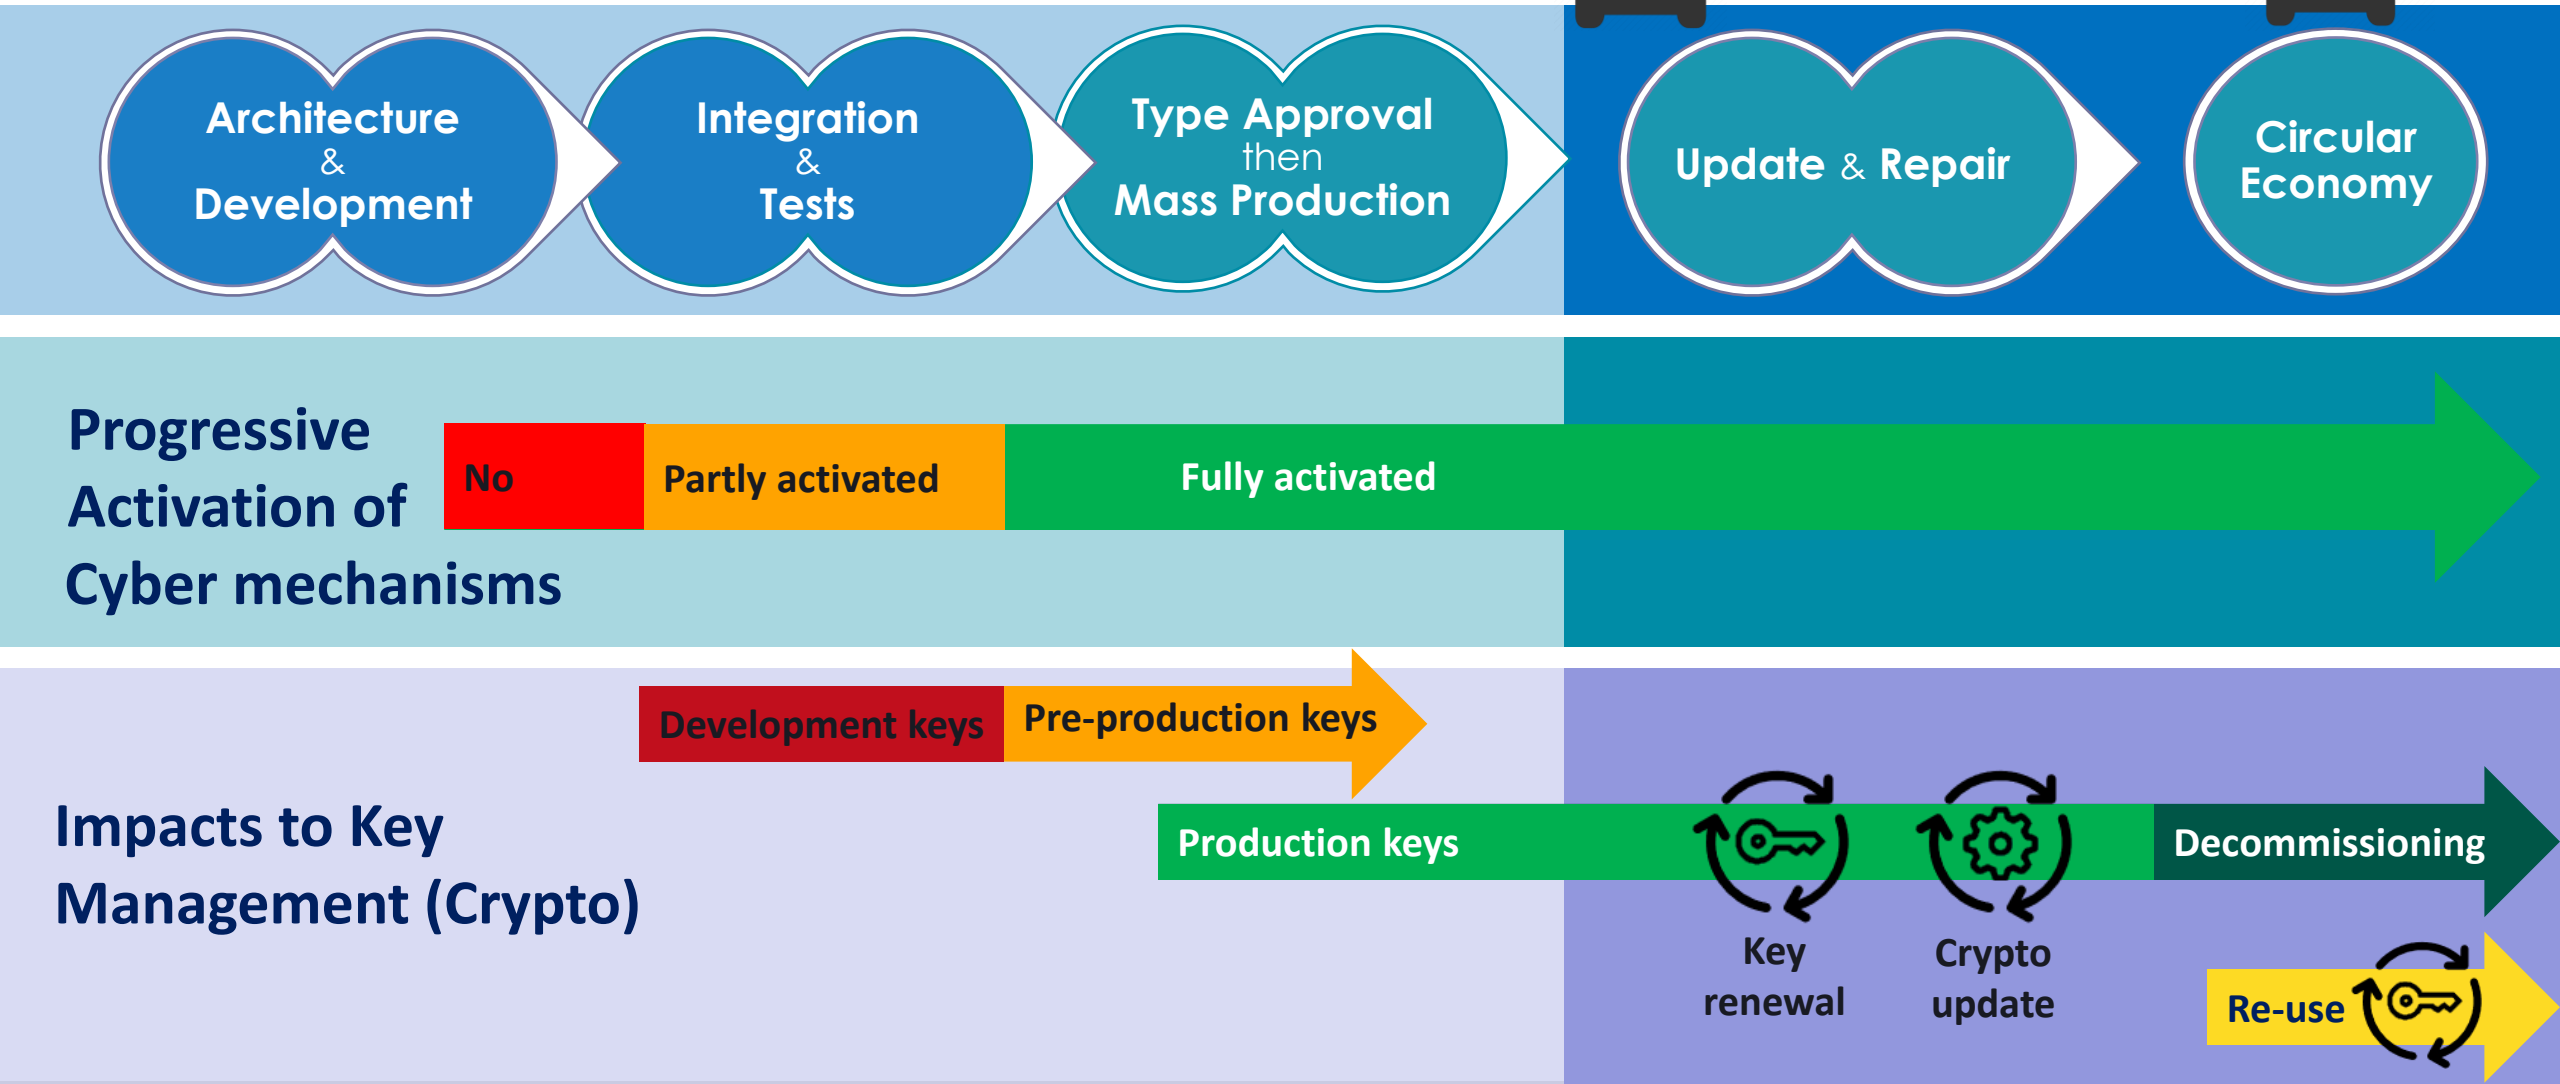 Architecture
&
Development
Integration
&
Tests
Type Approval
then
Mass Production
Update & Repair
Circular
Economy
Progressive
Activation of
Cyber mechanisms
No
Partly activated
Fully activated
Impacts to Key
Management (Crypto)
Development keys
Pre-production keys
Production keys
Decommissioning
Key
renewal
Crypto
update
Re-use